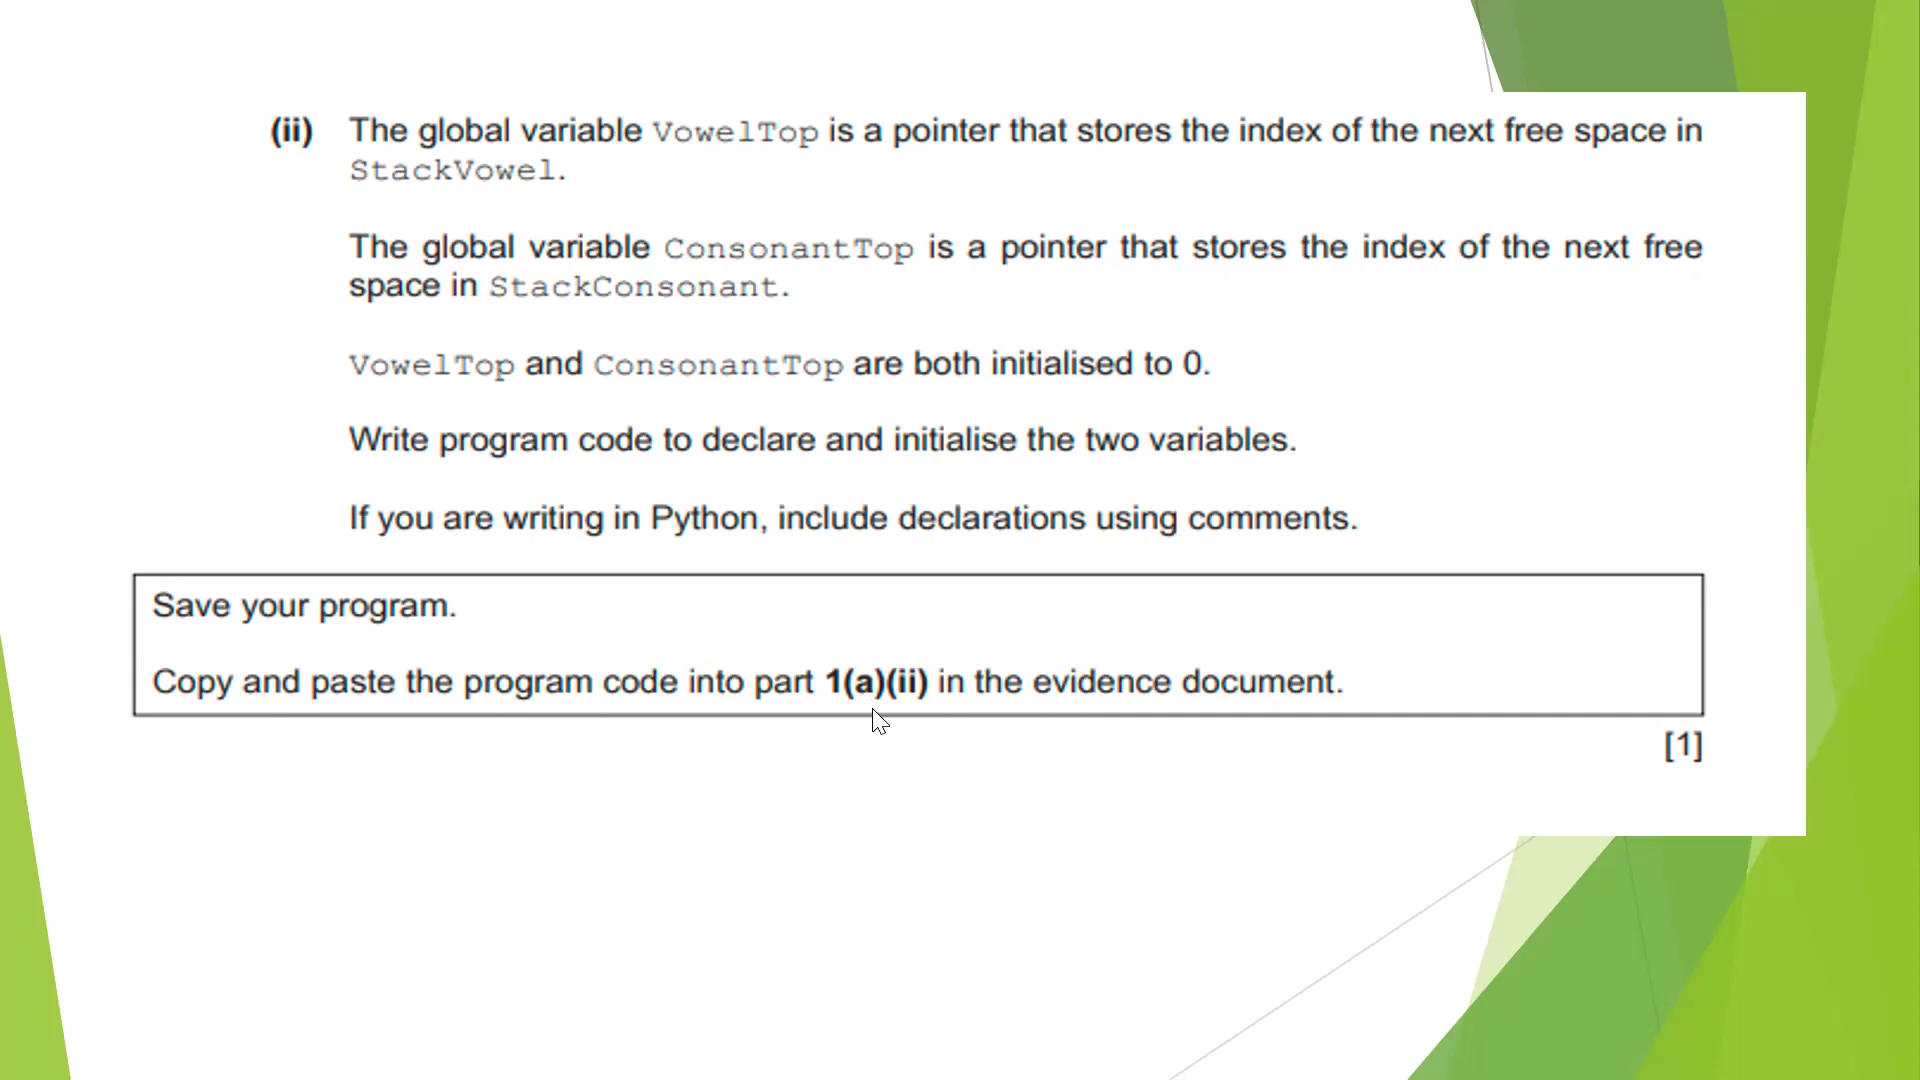 (ii) The global variable VowelTop is a pointer that stores the index of the next free space in
StackVowel.
The global variable ConsonantTop is a pointer that stores the index of the next free
space in StackConsonant.
VowelTop and ConsonantTop are both initialised to 0.
Write program code to declare and initialise the two variables.
If you are writing in Python, include declarations using comments.
Save your program.
Copy and paste the program code into part 1(a)(ii) in the evidence document.
[1]